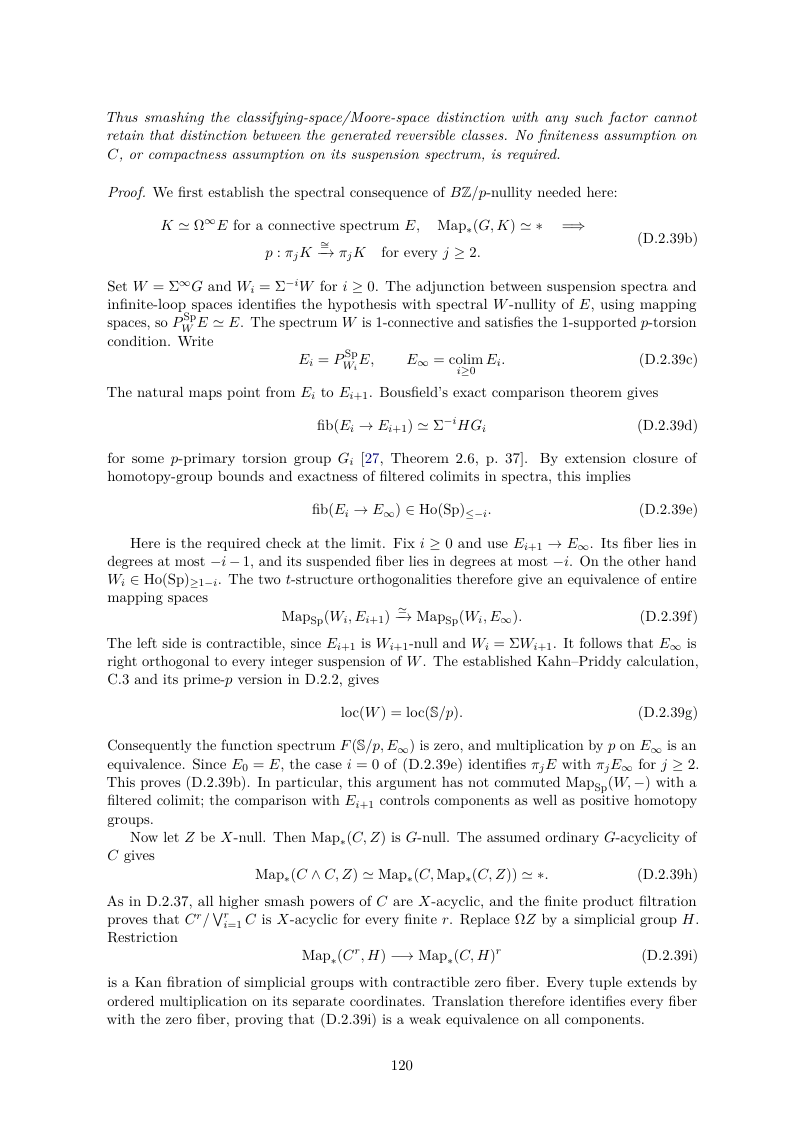 Thus smashing the classifying-space/Moore-space distinction with any such factor cannot
retain that distinction between the generated reversible classes. No finiteness assumption on
C, or compactness assumption on its suspension spectrum, is required.
Proof. We first establish the spectral consequence of Bℤ/p-nullity needed here:
K ≃ Ω^∞E for a connective spectrum E, Map_*(G, K) ≃ * ⟹
p : π_jK →^≅ π_jK for every j ≥ 2. (D.2.39b)
Set W = Σ^∞G and W_i = Σ^{-i}W for i ≥ 0. The adjunction between suspension spectra and
infinite-loop spaces identifies the hypothesis with spectral W-nullity of E, using mapping
spaces, so P_W^{Sp}E ≃ E. The spectrum W is 1-connective and satisfies the 1-supported p-torsion
condition. Write
E_i = P_{W_i}^{Sp}E, E_∞ = colim_{i≥0} E_i. (D.2.39c)
The natural maps point from E_i to E_{i+1}. Bousfield's exact comparison theorem gives
fib(E_i → E_{i+1}) ≃ Σ^{-i}HG_i (D.2.39d)
for some p-primary torsion group G_i [27, Theorem 2.6, p. 37]. By extension closure of
homotopy-group bounds and exactness of filtered colimits in spectra, this implies
fib(E_i → E_∞) ∈ Ho(Sp)_{≤-i}. (D.2.39e)
Here is the required check at the limit. Fix i ≥ 0 and use E_{i+1} → E_∞. Its fiber lies in
degrees at most −i − 1, and its suspended fiber lies in degrees at most −i. On the other hand
W_i ∈ Ho(Sp)_{≥1-i}. The two t-structure orthogonalities therefore give an equivalence of entire
mapping spaces
Map_{Sp}(W_i, E_{i+1}) →^≃ Map_{Sp}(W_i, E_∞). (D.2.39f)
The left side is contractible, since E_{i+1} is W_{i+1}-null and W_i = ΣW_{i+1}. It follows that E_∞ is
right orthogonal to every integer suspension of W. The established Kahn–Priddy calculation,
C.3 and its prime-p version in D.2.2, gives
loc(W) = loc(𝕊/p). (D.2.39g)
Consequently the function spectrum F(𝕊/p, E_∞) is zero, and multiplication by p on E_∞ is an
equivalence. Since E_0 = E, the case i = 0 of (D.2.39e) identifies π_jE with π_jE_∞ for j ≥ 2.
This proves (D.2.39b). In particular, this argument has not commuted Map_{Sp}(W, −) with a
filtered colimit; the comparison with E_{i+1} controls components as well as positive homotopy
groups.
Now let Z be X-null. Then Map_*(C, Z) is G-null. The assumed ordinary G-acyclicity of
C gives
Map_*(C ∧ C, Z) ≃ Map_*(C, Map_*(C, Z)) ≃ *. (D.2.39h)
As in D.2.37, all higher smash powers of C are X-acyclic, and the finite product filtration
proves that C^r/ ⋁_{i=1}^r C is X-acyclic for every finite r. Replace ΩZ by a simplicial group H.
Restriction
Map_*(C^r, H) ⟶ Map_*(C, H)^r (D.2.39i)
is a Kan fibration of simplicial groups with contractible zero fiber. Every tuple extends by
ordered multiplication on its separate coordinates. Translation therefore identifies every fiber
with the zero fiber, proving that (D.2.39i) is a weak equivalence on all components.
120